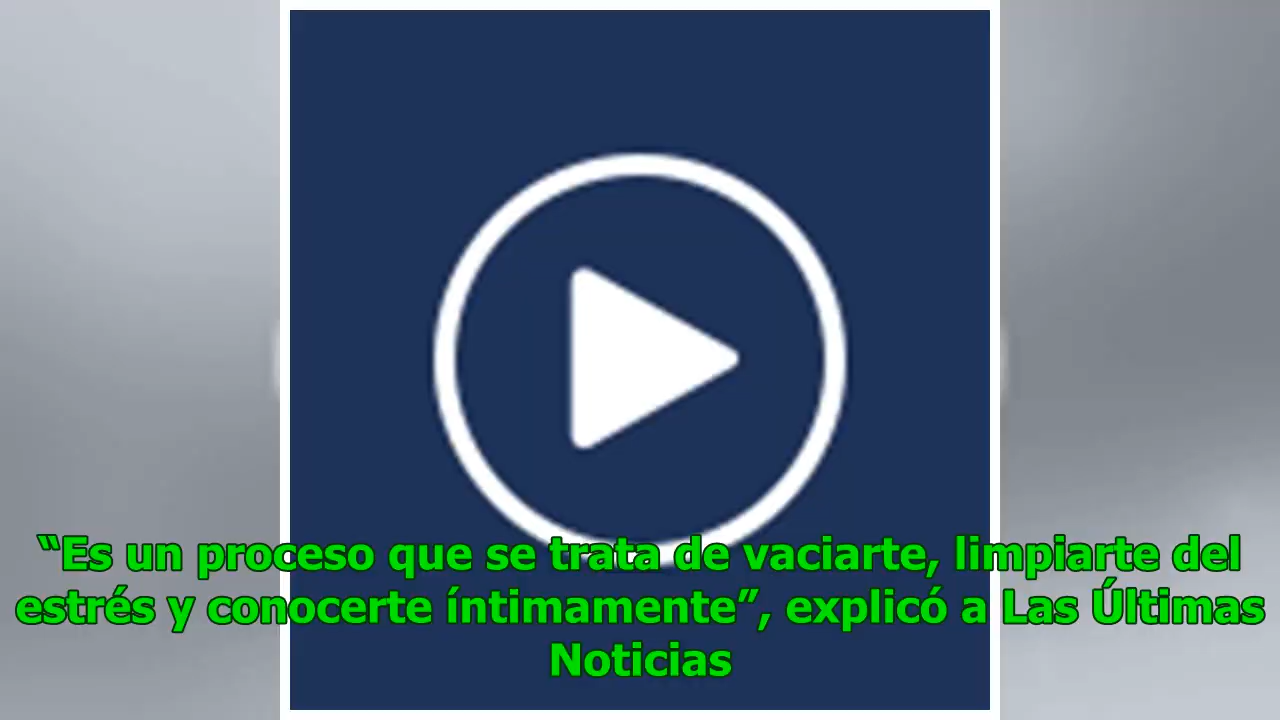 “Es un proceso que se trata de vaciarte, limpiarte del
estrés y conocerte íntimamente”, explicó a Las Últimas
Noticias